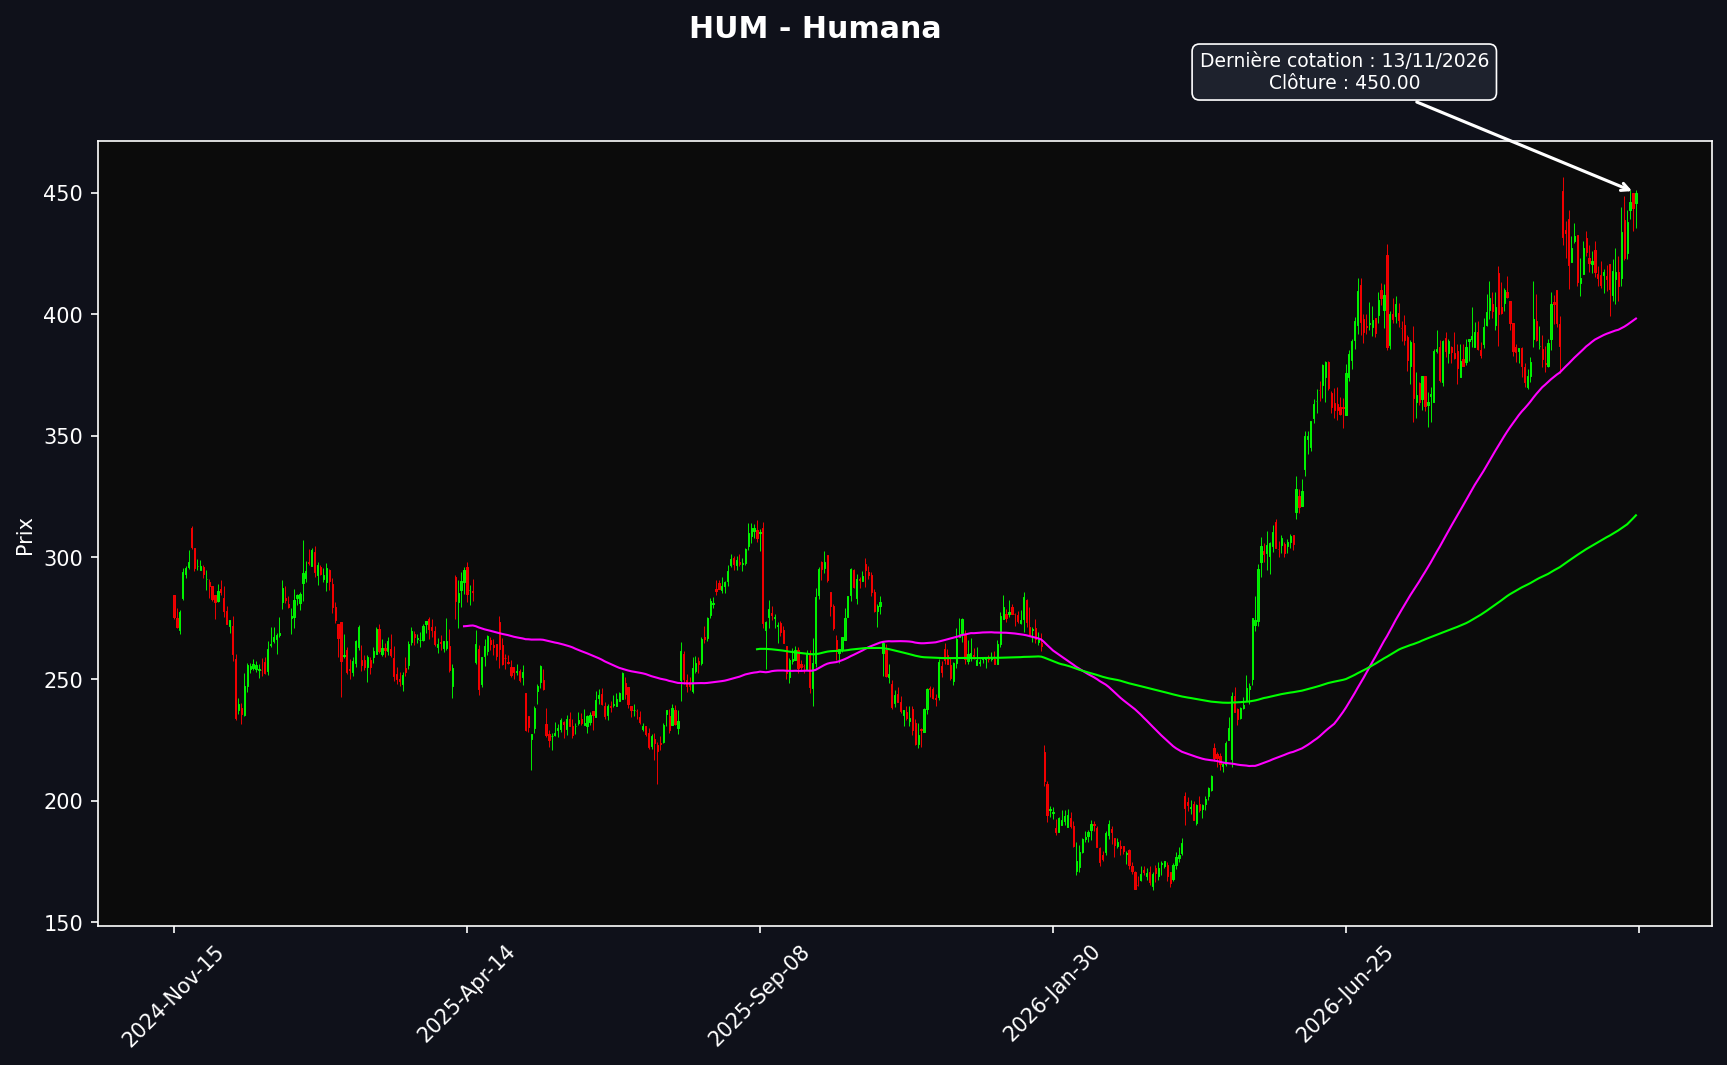 HUM - Humana
Dernière cotation : 13/11/2026
Clôture : 450.00
Prix
450
400
350
300
250
200
150
2024-Nov-15
2025-Apr-14
2025-Sep-08
2026-Jan-30
2026-Jun-25